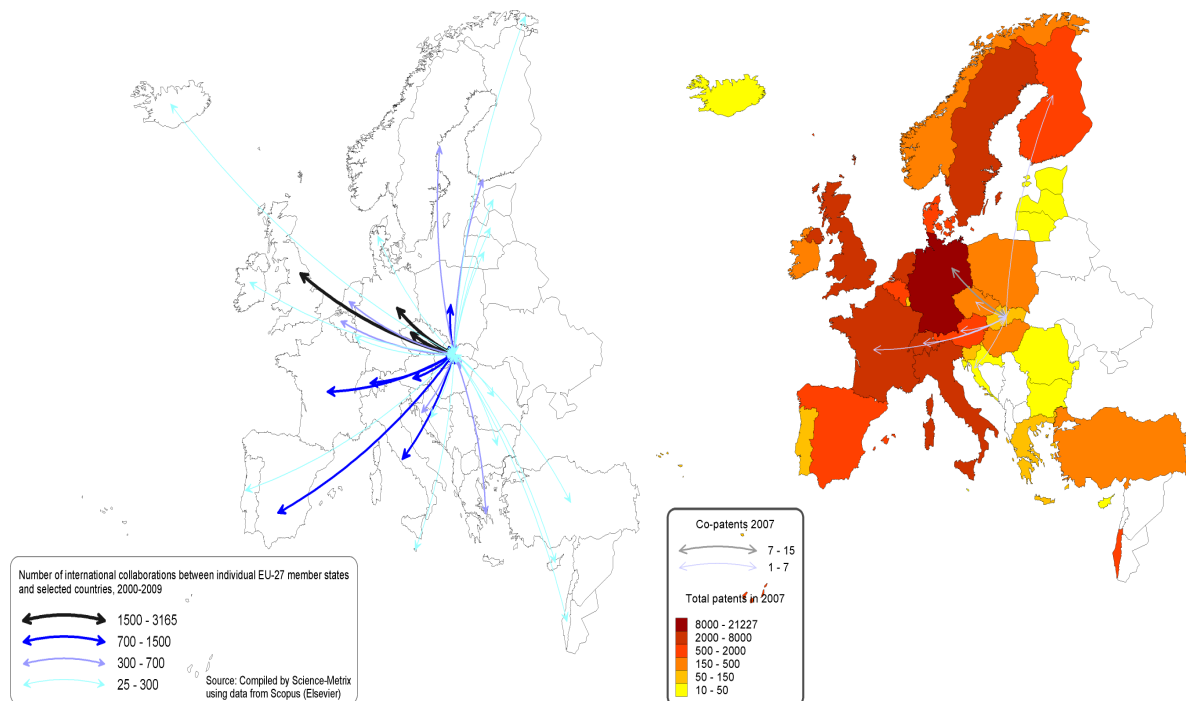 Number of international collaborations between individual EU-27 member states
and selected countries, 2000-2009
1500 - 3165
700 - 1500
300 - 700
25 - 300
Source: Compiled by Science-Metrix
using data from Scopus (Elsevier)
Co-patents 2007
7 - 15
1 - 7
Total patents in 2007
8000 - 21227
2000 - 8000
500 - 2000
150 - 500
50 - 150
10 - 50